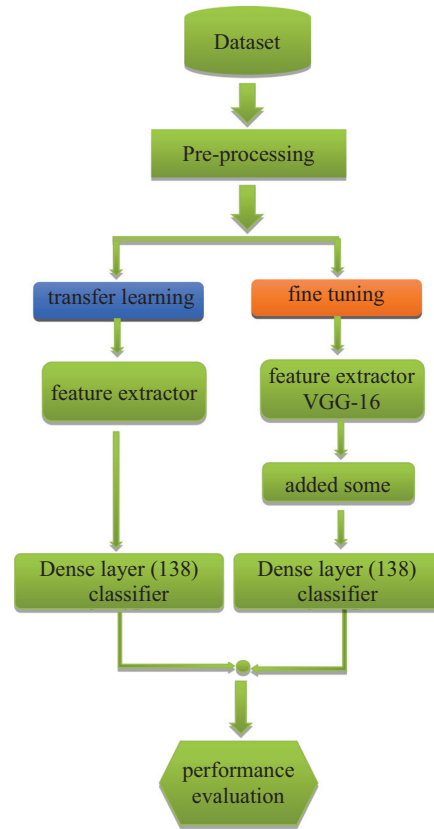 Dataset
Pre-processing
transfer learning
fine tuning
feature extractor
feature extractor
VGG-16
added some
Dense layer (138)
classifier
Dense layer (138)
classifier
performance
evaluation